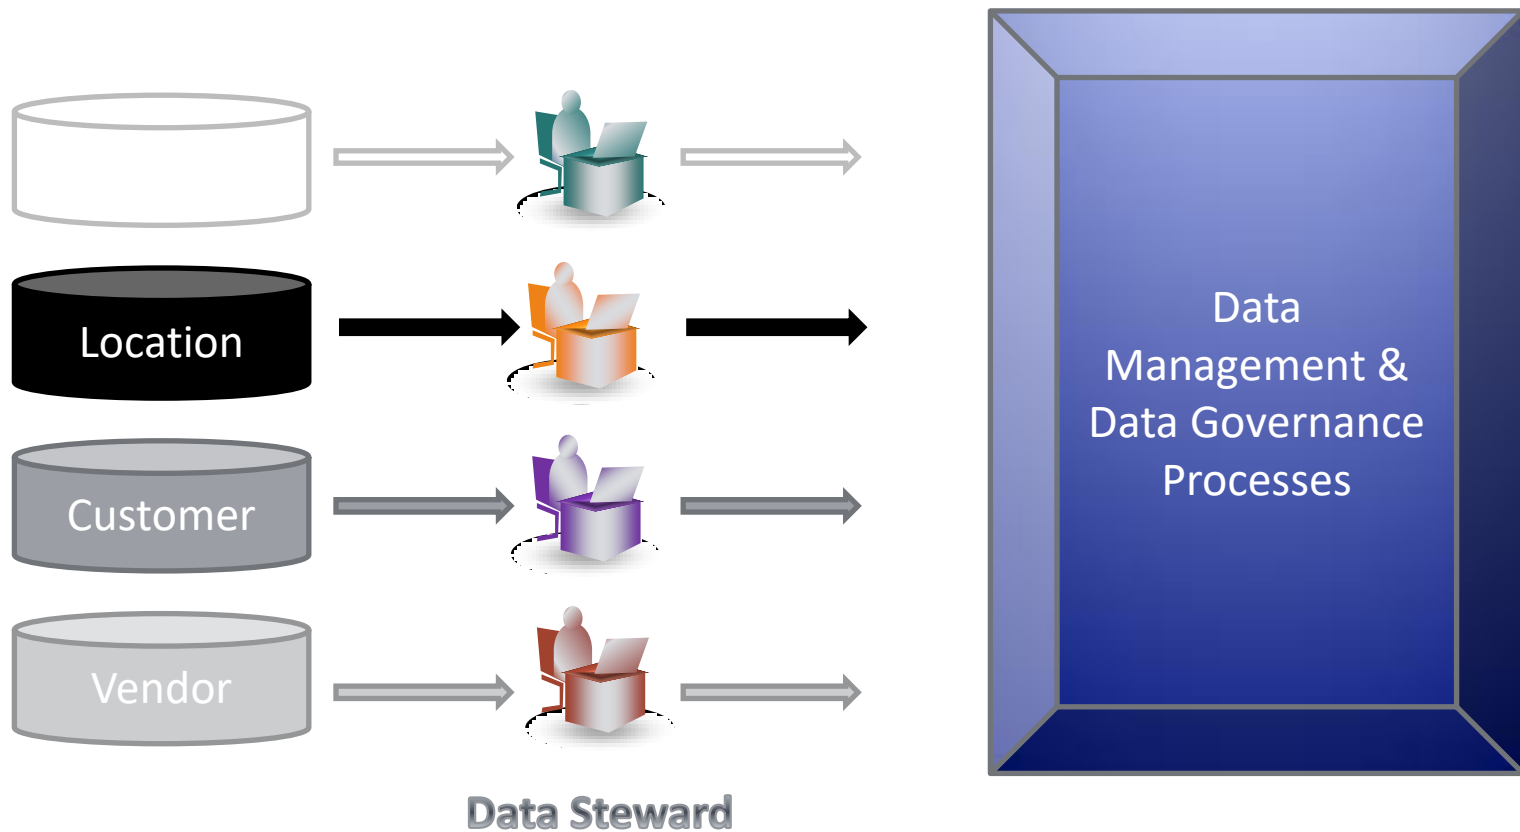 Location
Customer
Vendor
Data Steward
Data
Management &
Data Governance
Processes